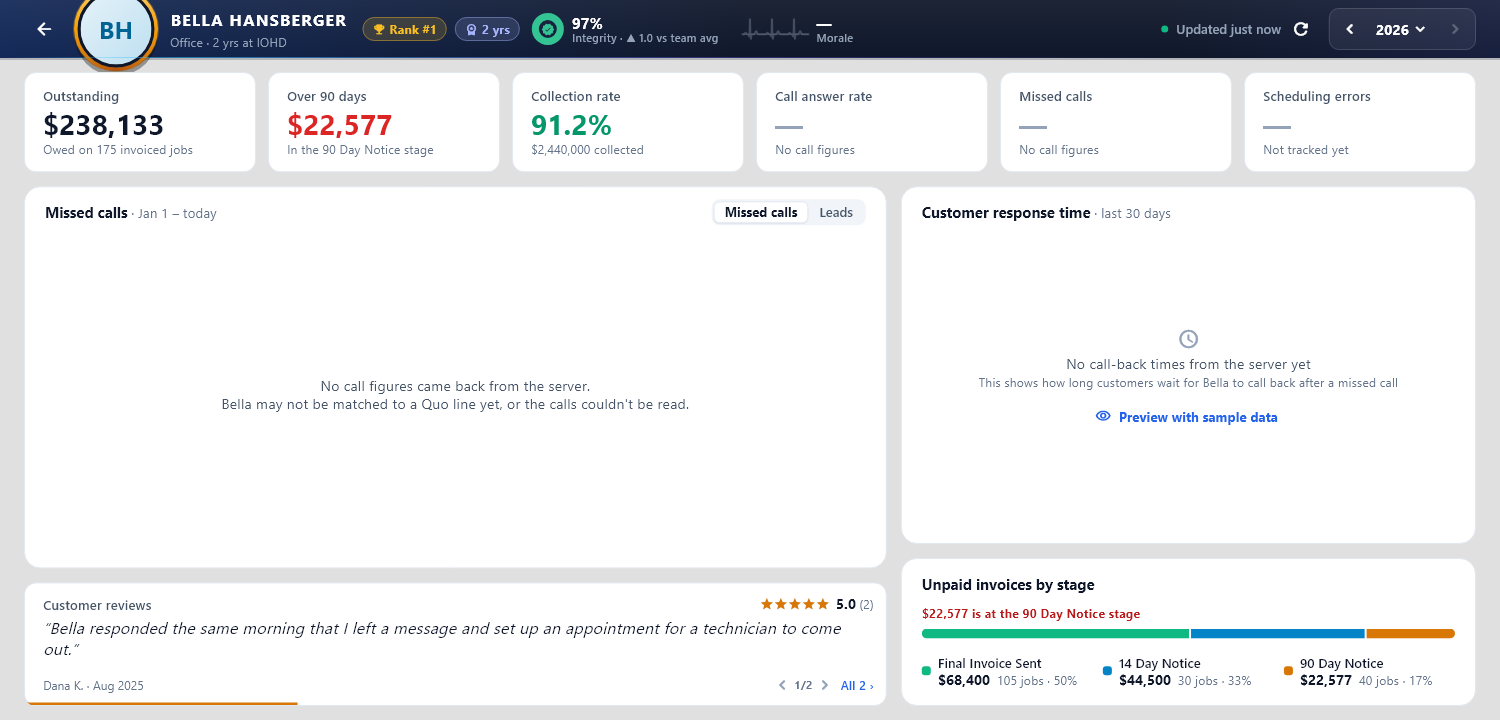 BH
BELLA HANSBERGER
Office · 2 yrs at IOHD
Rank #1
2 yrs
97%
Integrity · ▲ 1.0 vs team avg
—
Morale
Updated just now
2026
Outstanding
$238,133
Owed on 175 invoiced jobs
Over 90 days
$22,577
In the 90 Day Notice stage
Collection rate
91.2%
$2,440,000 collected
Call answer rate
—
No call figures
Missed calls
—
No call figures
Scheduling errors
—
Not tracked yet
Missed calls · Jan 1 – today
Missed calls
Leads
No call figures came back from the server.
Bella may not be matched to a Quo line yet, or the calls couldn't be read.
Customer response time · last 30 days
No call-back times from the server yet
This shows how long customers wait for Bella to call back after a missed call
Preview with sample data
Customer reviews
★★★★★ 5.0 (2)
“Bella responded the same morning that I left a message and set up an appointment for a technician to come
out.”
Dana K. · Aug 2025
1/2
All 2 ›
Unpaid invoices by stage
$22,577 is at the 90 Day Notice stage
Final Invoice Sent
$68,400 105 jobs · 50%
14 Day Notice
$44,500 30 jobs · 33%
90 Day Notice
$22,577 40 jobs · 17%